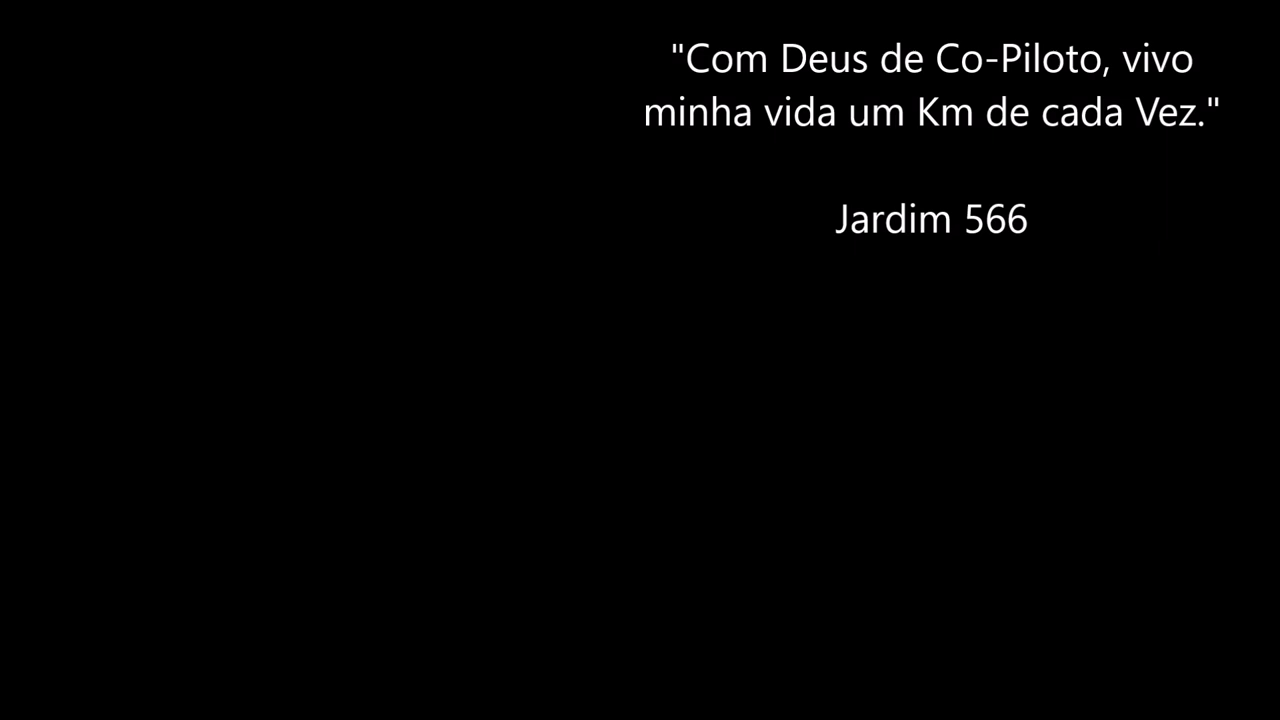 "Com Deus de Co-Piloto, vivo
minha vida um Km de cada Vez."
Jardim 566